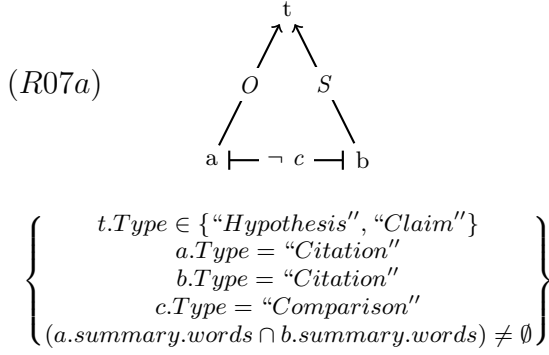 t
(R07a)
O S
a ¬ c b
t.Type ∈ {“Hypothesis”, “Claim”}
a.Type = “Citation”
b.Type = “Citation”
c.Type = “Comparison”
(a.summary.words ∩ b.summary.words) ≠ ∅